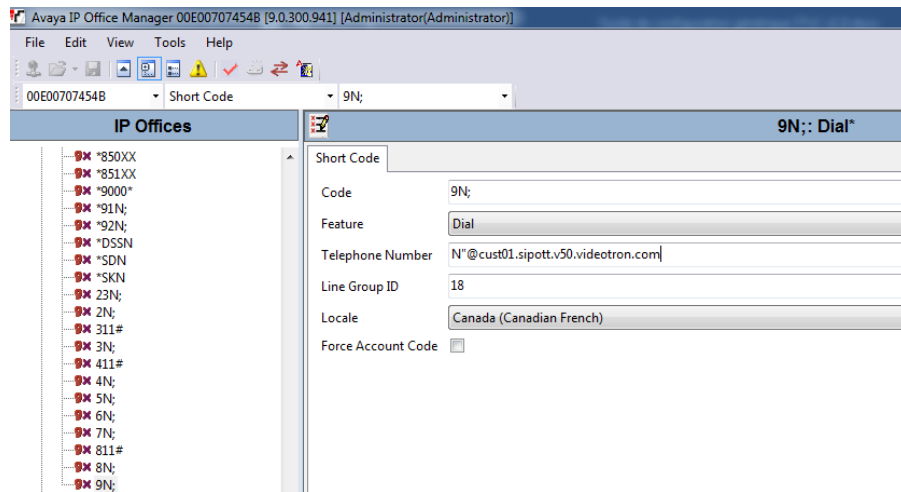 Avaya IP Office Manager 00E00707454B [9.0.300.941] [Administrator(Administrator)]
File Edit View Tools Help
00E00707454B Short Code 9N;
IP Offices
9N;: Dial*
*850XX
*851XX
*9000*
*91N;
*92N;
*DSSN
*SDN
*SKN
23N;
2N;
311#
3N;
411#
4N;
5N;
6N;
7N;
811#
8N;
9N;
Short Code
Code 9N;
Feature Dial
Telephone Number N"@cust01.sipott.v50.videotron.com
Line Group ID 18
Locale Canada (Canadian French)
Force Account Code